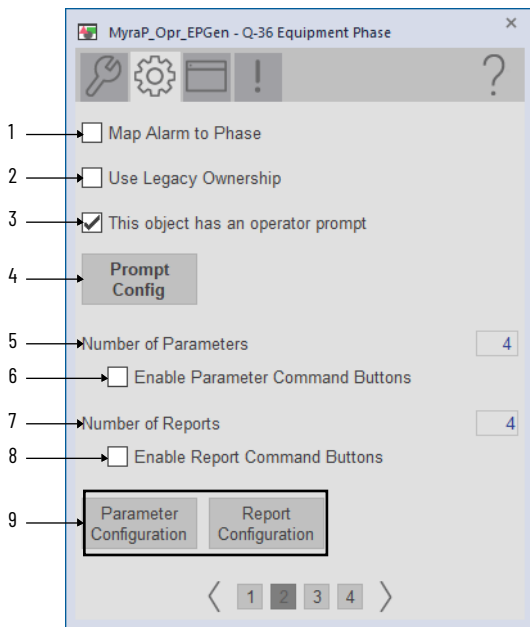 MyraP_Opr_EPGen - Q-36 Equipment Phase
×
!
?
1 Map Alarm to Phase
2 Use Legacy Ownership
3 This object has an operator prompt
4 Prompt
Config
5 Number of Parameters 4
6 Enable Parameter Command Buttons
7 Number of Reports 4
8 Enable Report Command Buttons
9 Parameter Report
Configuration Configuration
1 2 3 4